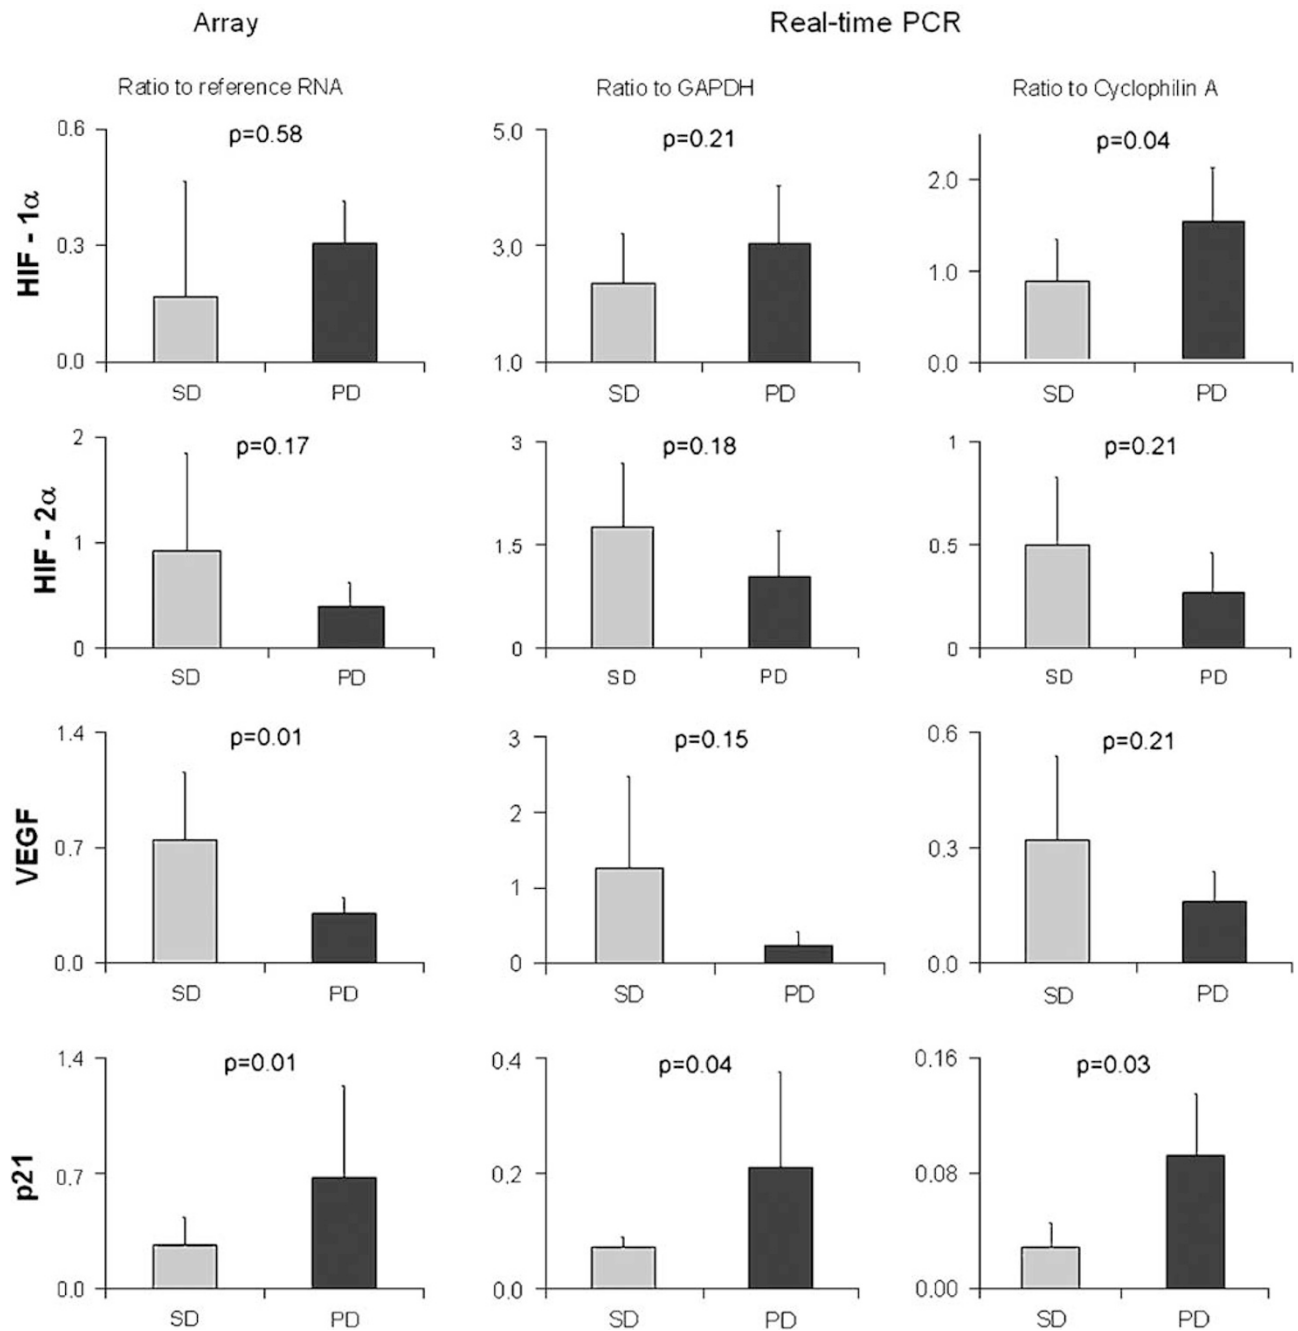 Array
Real-time PCR
Ratio to reference RNA
Ratio to GAPDH
Ratio to Cyclophilin A
HIF - 1α
0.6
0.3
0.0
p=0.58
SD
PD
5.0
3.0
1.0
p=0.21
SD
PD
2.0
1.0
0.0
p=0.04
SD
PD
HIF - 2α
2
1
0
p=0.17
SD
PD
3
1.5
0
p=0.18
SD
PD
1
0.5
0
p=0.21
SD
PD
VEGF
1.4
0.7
0.0
p=0.01
SD
PD
3
2
1
0
p=0.15
SD
PD
0.6
0.3
0.0
p=0.21
SD
PD
p21
1.4
0.7
0.0
p=0.01
SD
PD
0.4
0.2
0.0
p=0.04
SD
PD
0.16
0.08
0.00
p=0.03
SD
PD